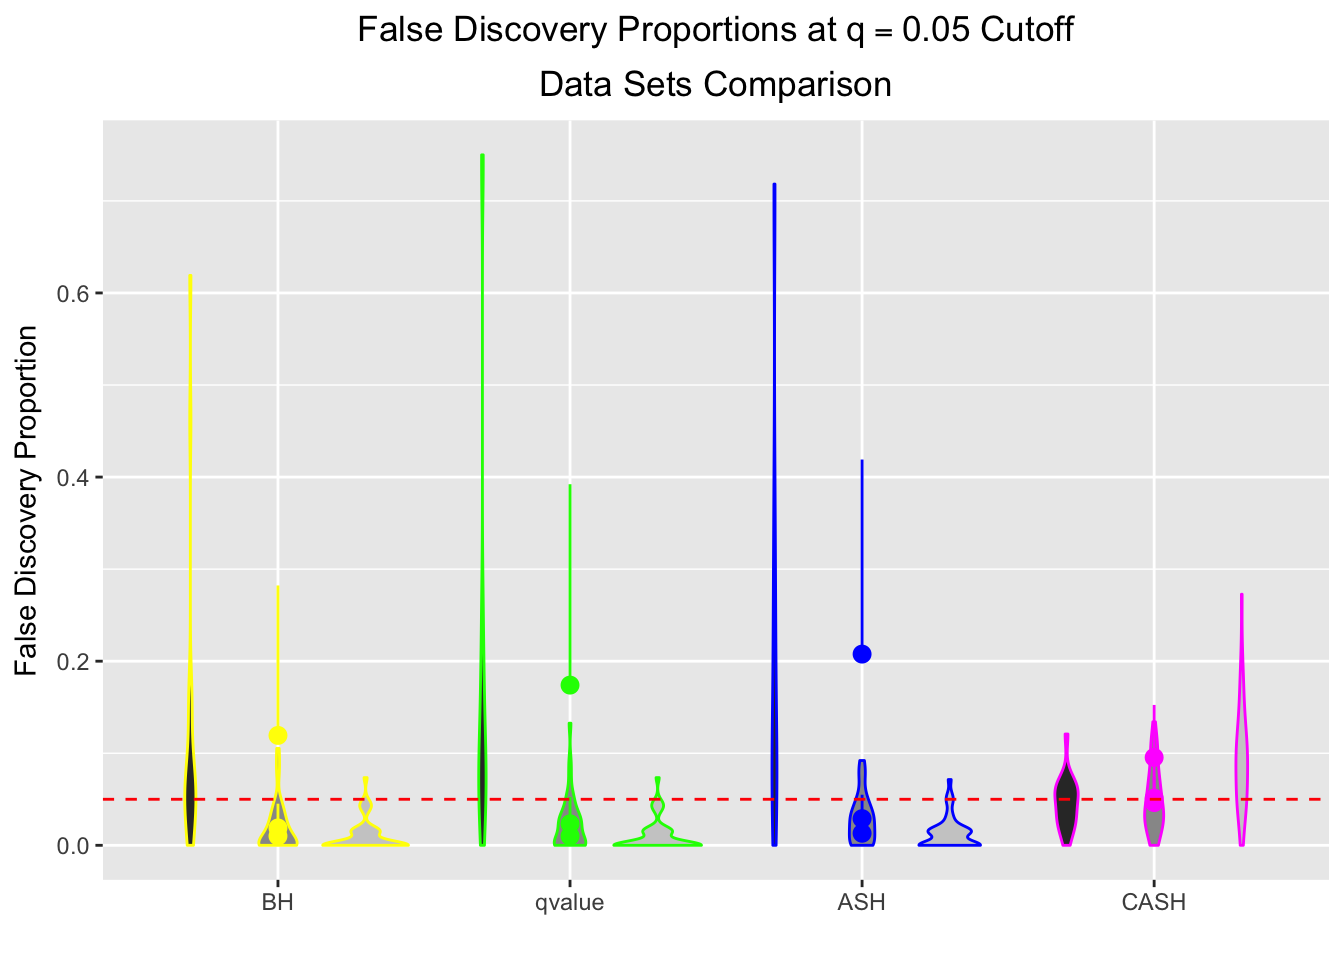 False Discovery Proportions at q = 0.05 Cutoff
Data Sets Comparison
False Discovery Proportion
0.6
0.4
0.2
0.0
BH
qvalue
ASH
CASH